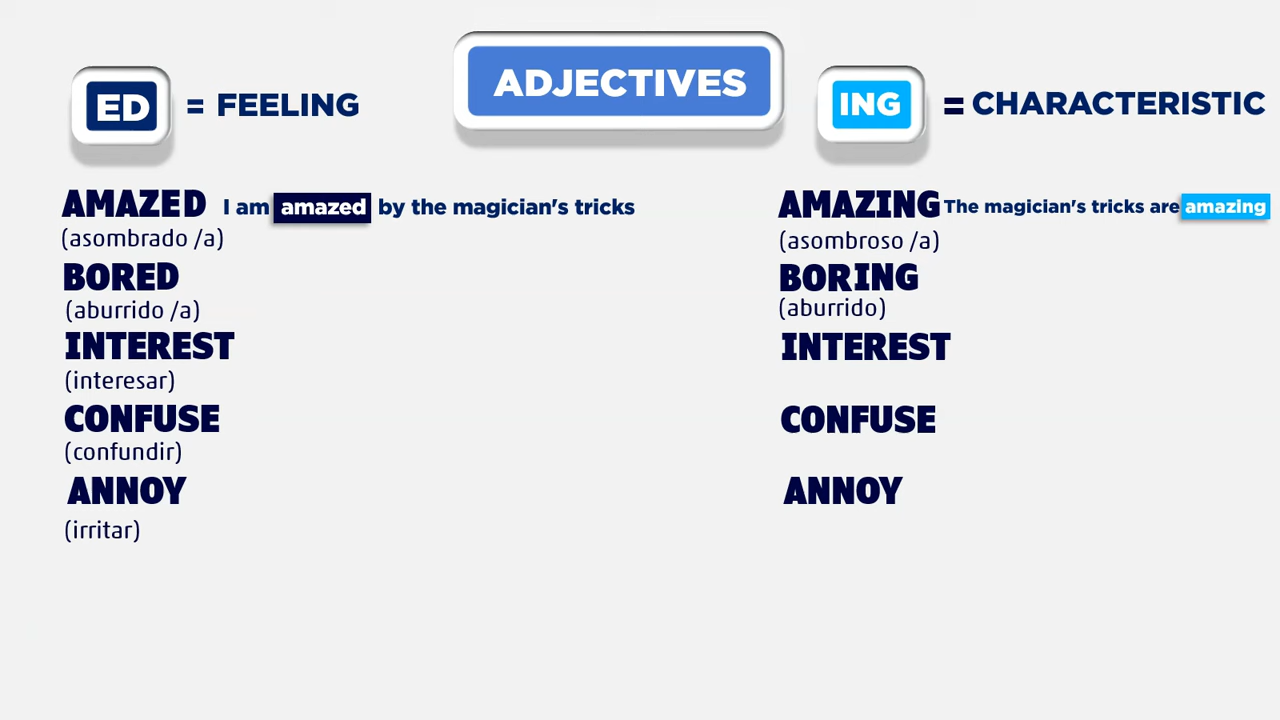 ADJECTIVES
ED = FEELING
ING = CHARACTERISTIC
AMAZED I am amazed by the magician's tricks
(asombrado /a)
BORED
(aburrido /a)
INTEREST
(interesar)
CONFUSE
(confundir)
ANNOY
(irritar)
AMAZING The magician's tricks are amazing
(asombroso /a)
BORING
(aburrido)
INTEREST
CONFUSE
ANNOY